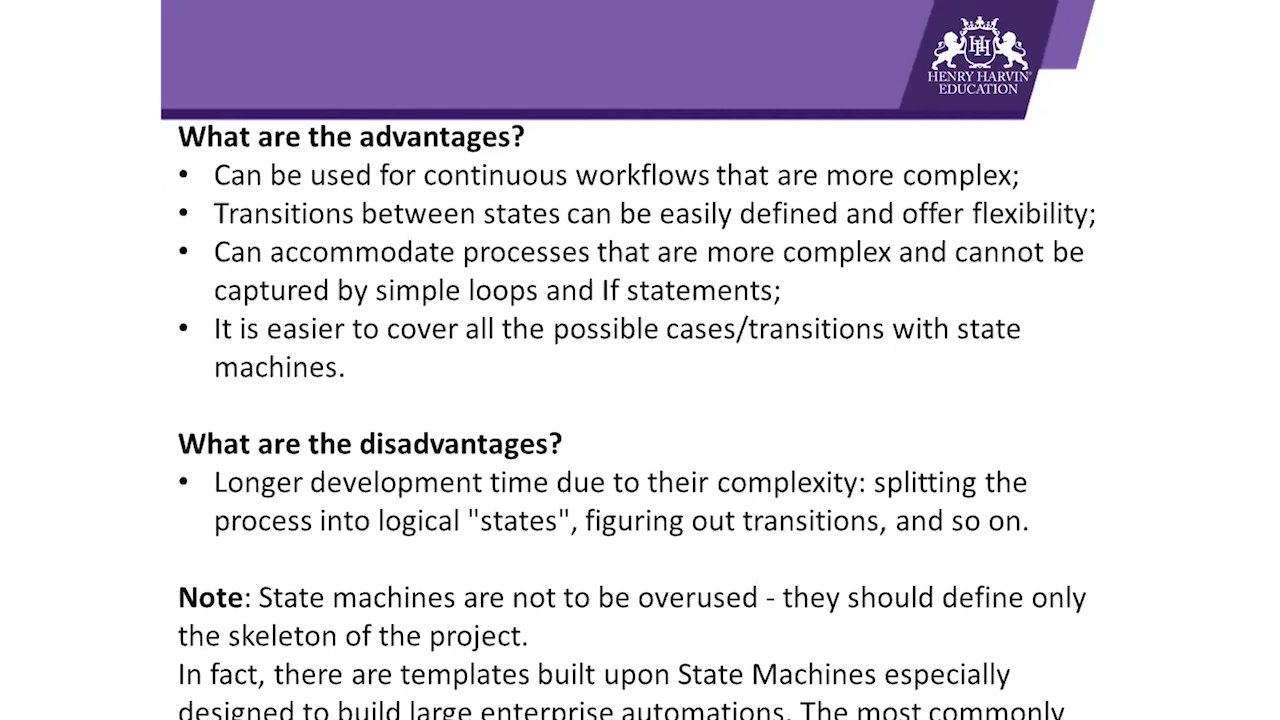 HH
HENRY HARVIN®
EDUCATION
What are the advantages?
• Can be used for continuous workflows that are more complex;
• Transitions between states can be easily defined and offer flexibility;
• Can accommodate processes that are more complex and cannot be
captured by simple loops and If statements;
• It is easier to cover all the possible cases/transitions with state
machines.
What are the disadvantages?
• Longer development time due to their complexity: splitting the
process into logical "states", figuring out transitions, and so on.
Note: State machines are not to be overused - they should define only
the skeleton of the project.
In fact, there are templates built upon State Machines especially
designed to build large enterprise automations. The most commonly